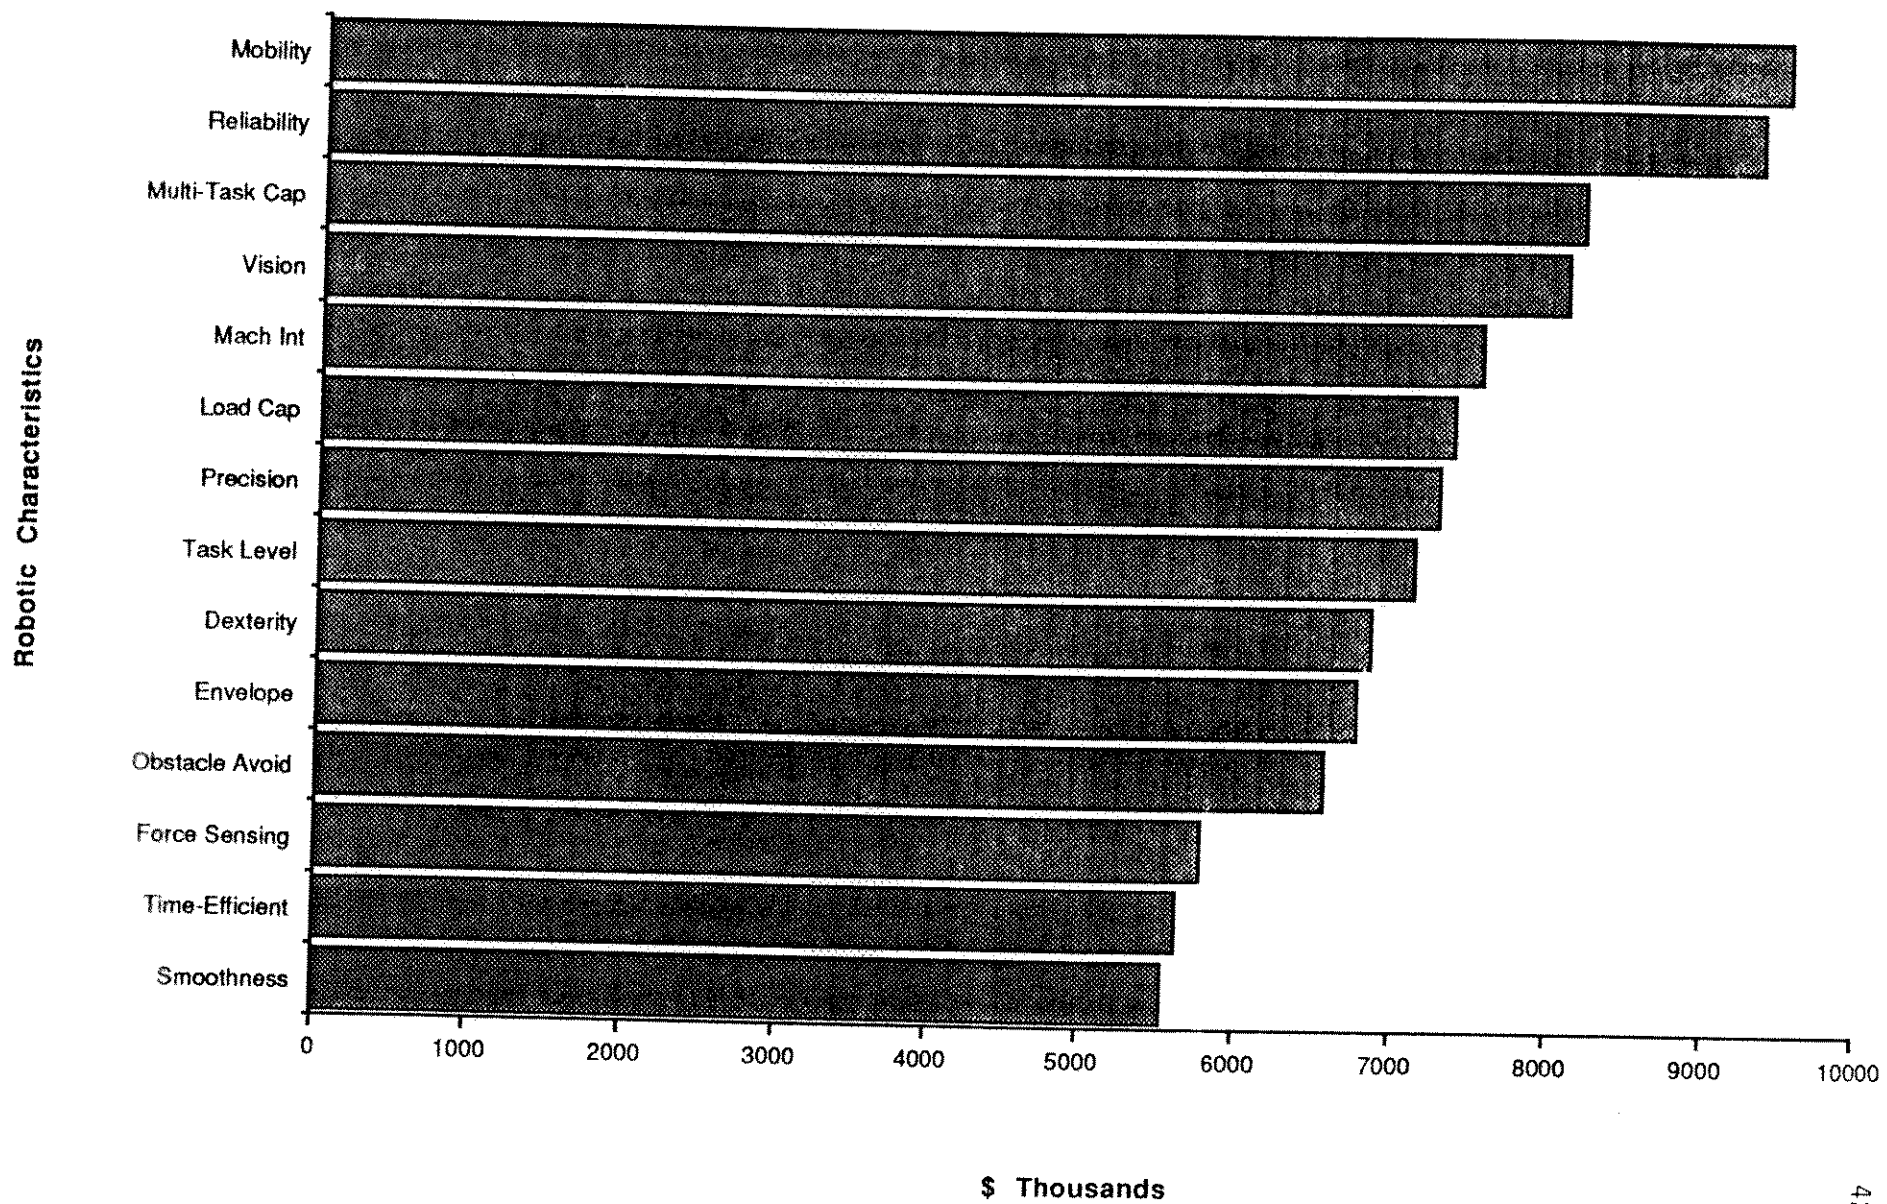 Mobility
Reliability
Multi-Task Cap
Vision
Mach Int
Load Cap
Precision
Task Level
Dexterity
Envelope
Obstacle Avoid
Force Sensing
Time-Efficient
Smoothness
Robotic Characteristics
0 1000 2000 3000 4000 5000 6000 7000 8000 9000 10000
$ Thousands